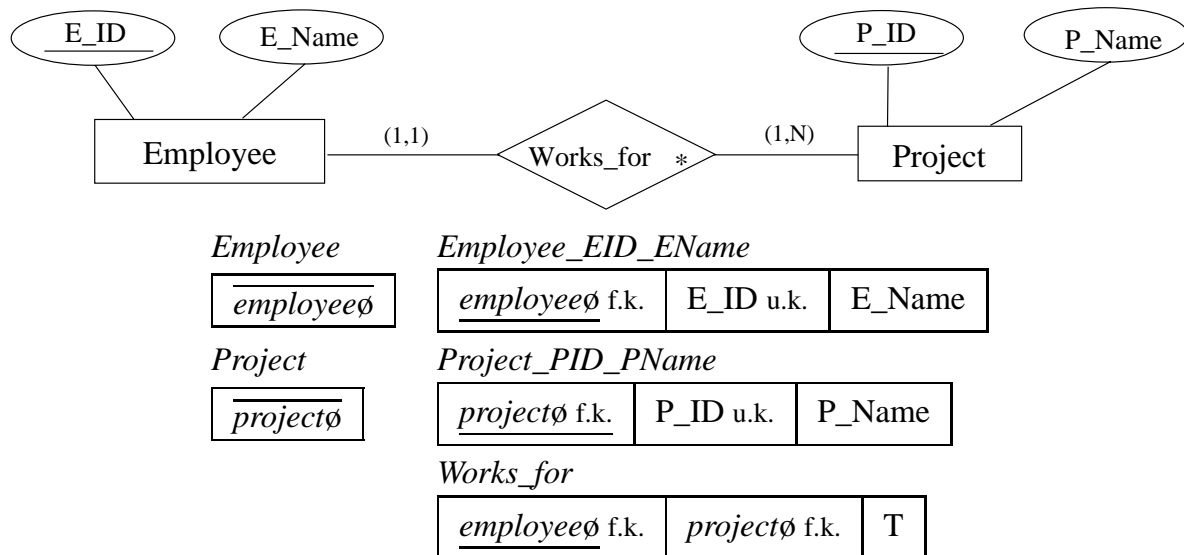 E_ID E_Name P_ID P_Name
Employee (1,1) Works_for * (1,N) Project
Employee Employee_EID_EName
employeeø employeeø f.k. E_ID u.k. E_Name
Project Project_PID_PName
projectø projectø f.k. P_ID u.k. P_Name
Works_for
employeeø f.k. projectø f.k. T